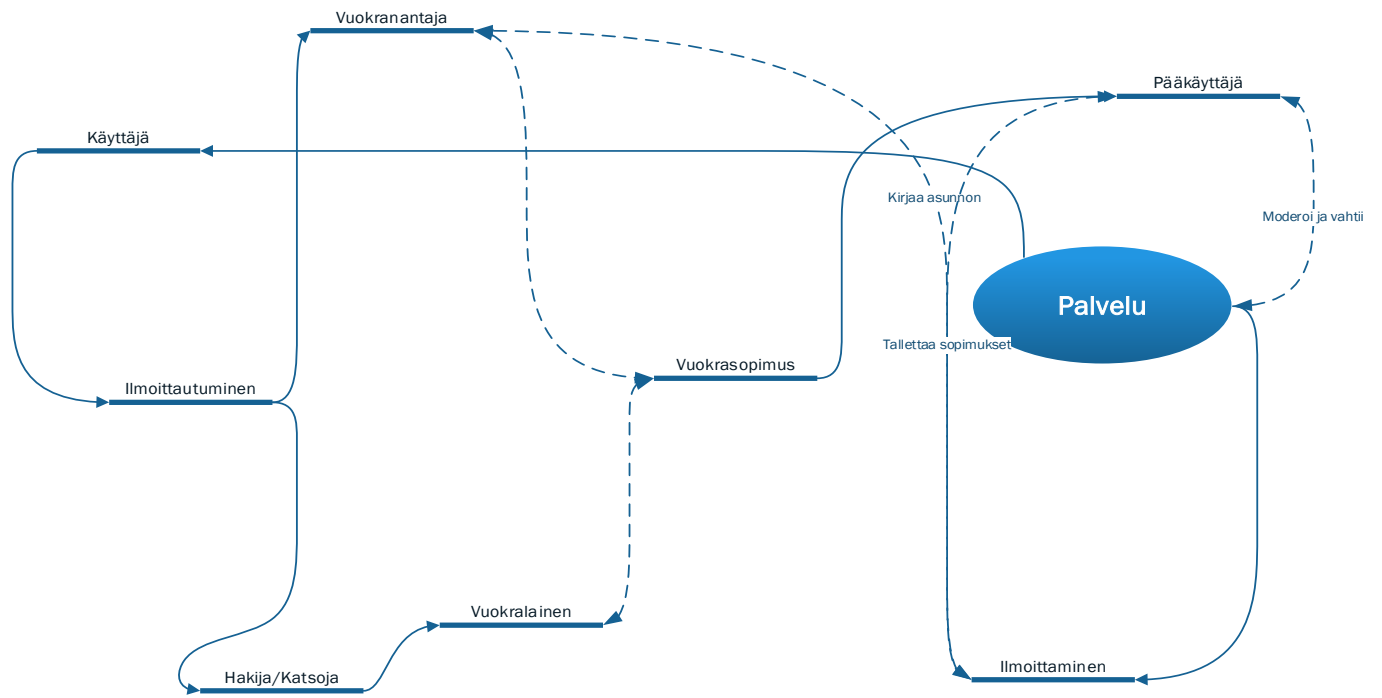 Vuokranantaja
Pääkäyttäjä
Käyttäjä
Kirjaa asunnon
Moderoi ja vahtii
Palvelu
Tallettaa sopimukset
Vuokrasopimus
Ilmoittautuminen
Vuokralainen
Ilmoittaminen
Hakija/Katsoja